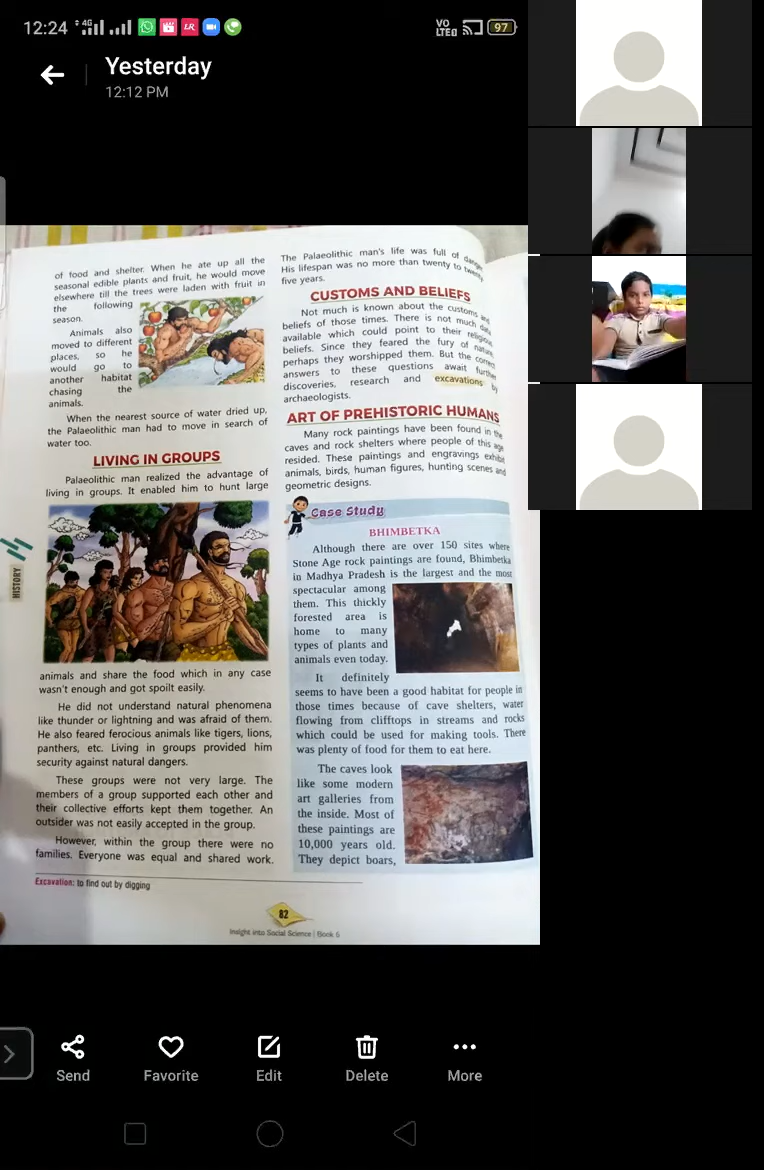 12:24
4G
LR
VO
LTE
97
Yesterday
12:12 PM
of food and shelter. When he ate up all the
seasonal edible plants and fruit, he would move
elsewhere till the trees were laden with fruit in
the following
season.
Animals also
moved to different
places, so he
would go to
another habitat
chasing the
animals.
When the nearest source of water dried up,
the Palaeolithic man had to move in search of
water too.
LIVING IN GROUPS
Palaeolithic man realized the advantage of
living in groups. It enabled him to hunt large
animals and share the food which in any case
wasn't enough and got spoilt easily.
He did not understand natural phenomena
like thunder or lightning and was afraid of them.
He also feared ferocious animals like tigers, lions,
panthers, etc. Living in groups provided him
security against natural dangers.
These groups were not very large. The
members of a group supported each other and
their collective efforts kept them together. An
outsider was not easily accepted in the group.
However, within the group there were no
families. Everyone was equal and shared work.
Excavation: to find out by digging
The Palaeolithic man's life was full of
His lifespan was no more than twenty to twenty
five years.
CUSTOMS AND BELIEFS
Not much is known about the customs and
beliefs of those times. There is not much data
available which could point to their religious
beliefs. Since they feared the fury of nature,
perhaps they worshipped them. But the correct
answers to these questions await further
discoveries, research and excavations by
archaeologists.
ART OF PREHISTORIC HUMANS
Many rock paintings have been found in the
caves and rock shelters where people of this age
resided. These paintings and engravings exhibit
animals, birds, human figures, hunting scenes and
geometric designs.
Case Study
BHIMBETKA
Although there are over 150 sites where
Stone Age rock paintings are found, Bhimbetka
in Madhya Pradesh is the largest and the most
spectacular among
them. This thickly
forested area is
home to many
types of plants and
animals even today.
It definitely
seems to have been a good habitat for people in
those times because of cave shelters, water
flowing from clifftops in streams and rocks
which could be used for making tools. There
was plenty of food for them to eat here.
The caves look
like some modern
art galleries from
the inside. Most of
these paintings are
10,000 years old.
They depict boars,
HISTORY
82
Insight into Social Science | Book 6
Send
Favorite
Edit
Delete
More